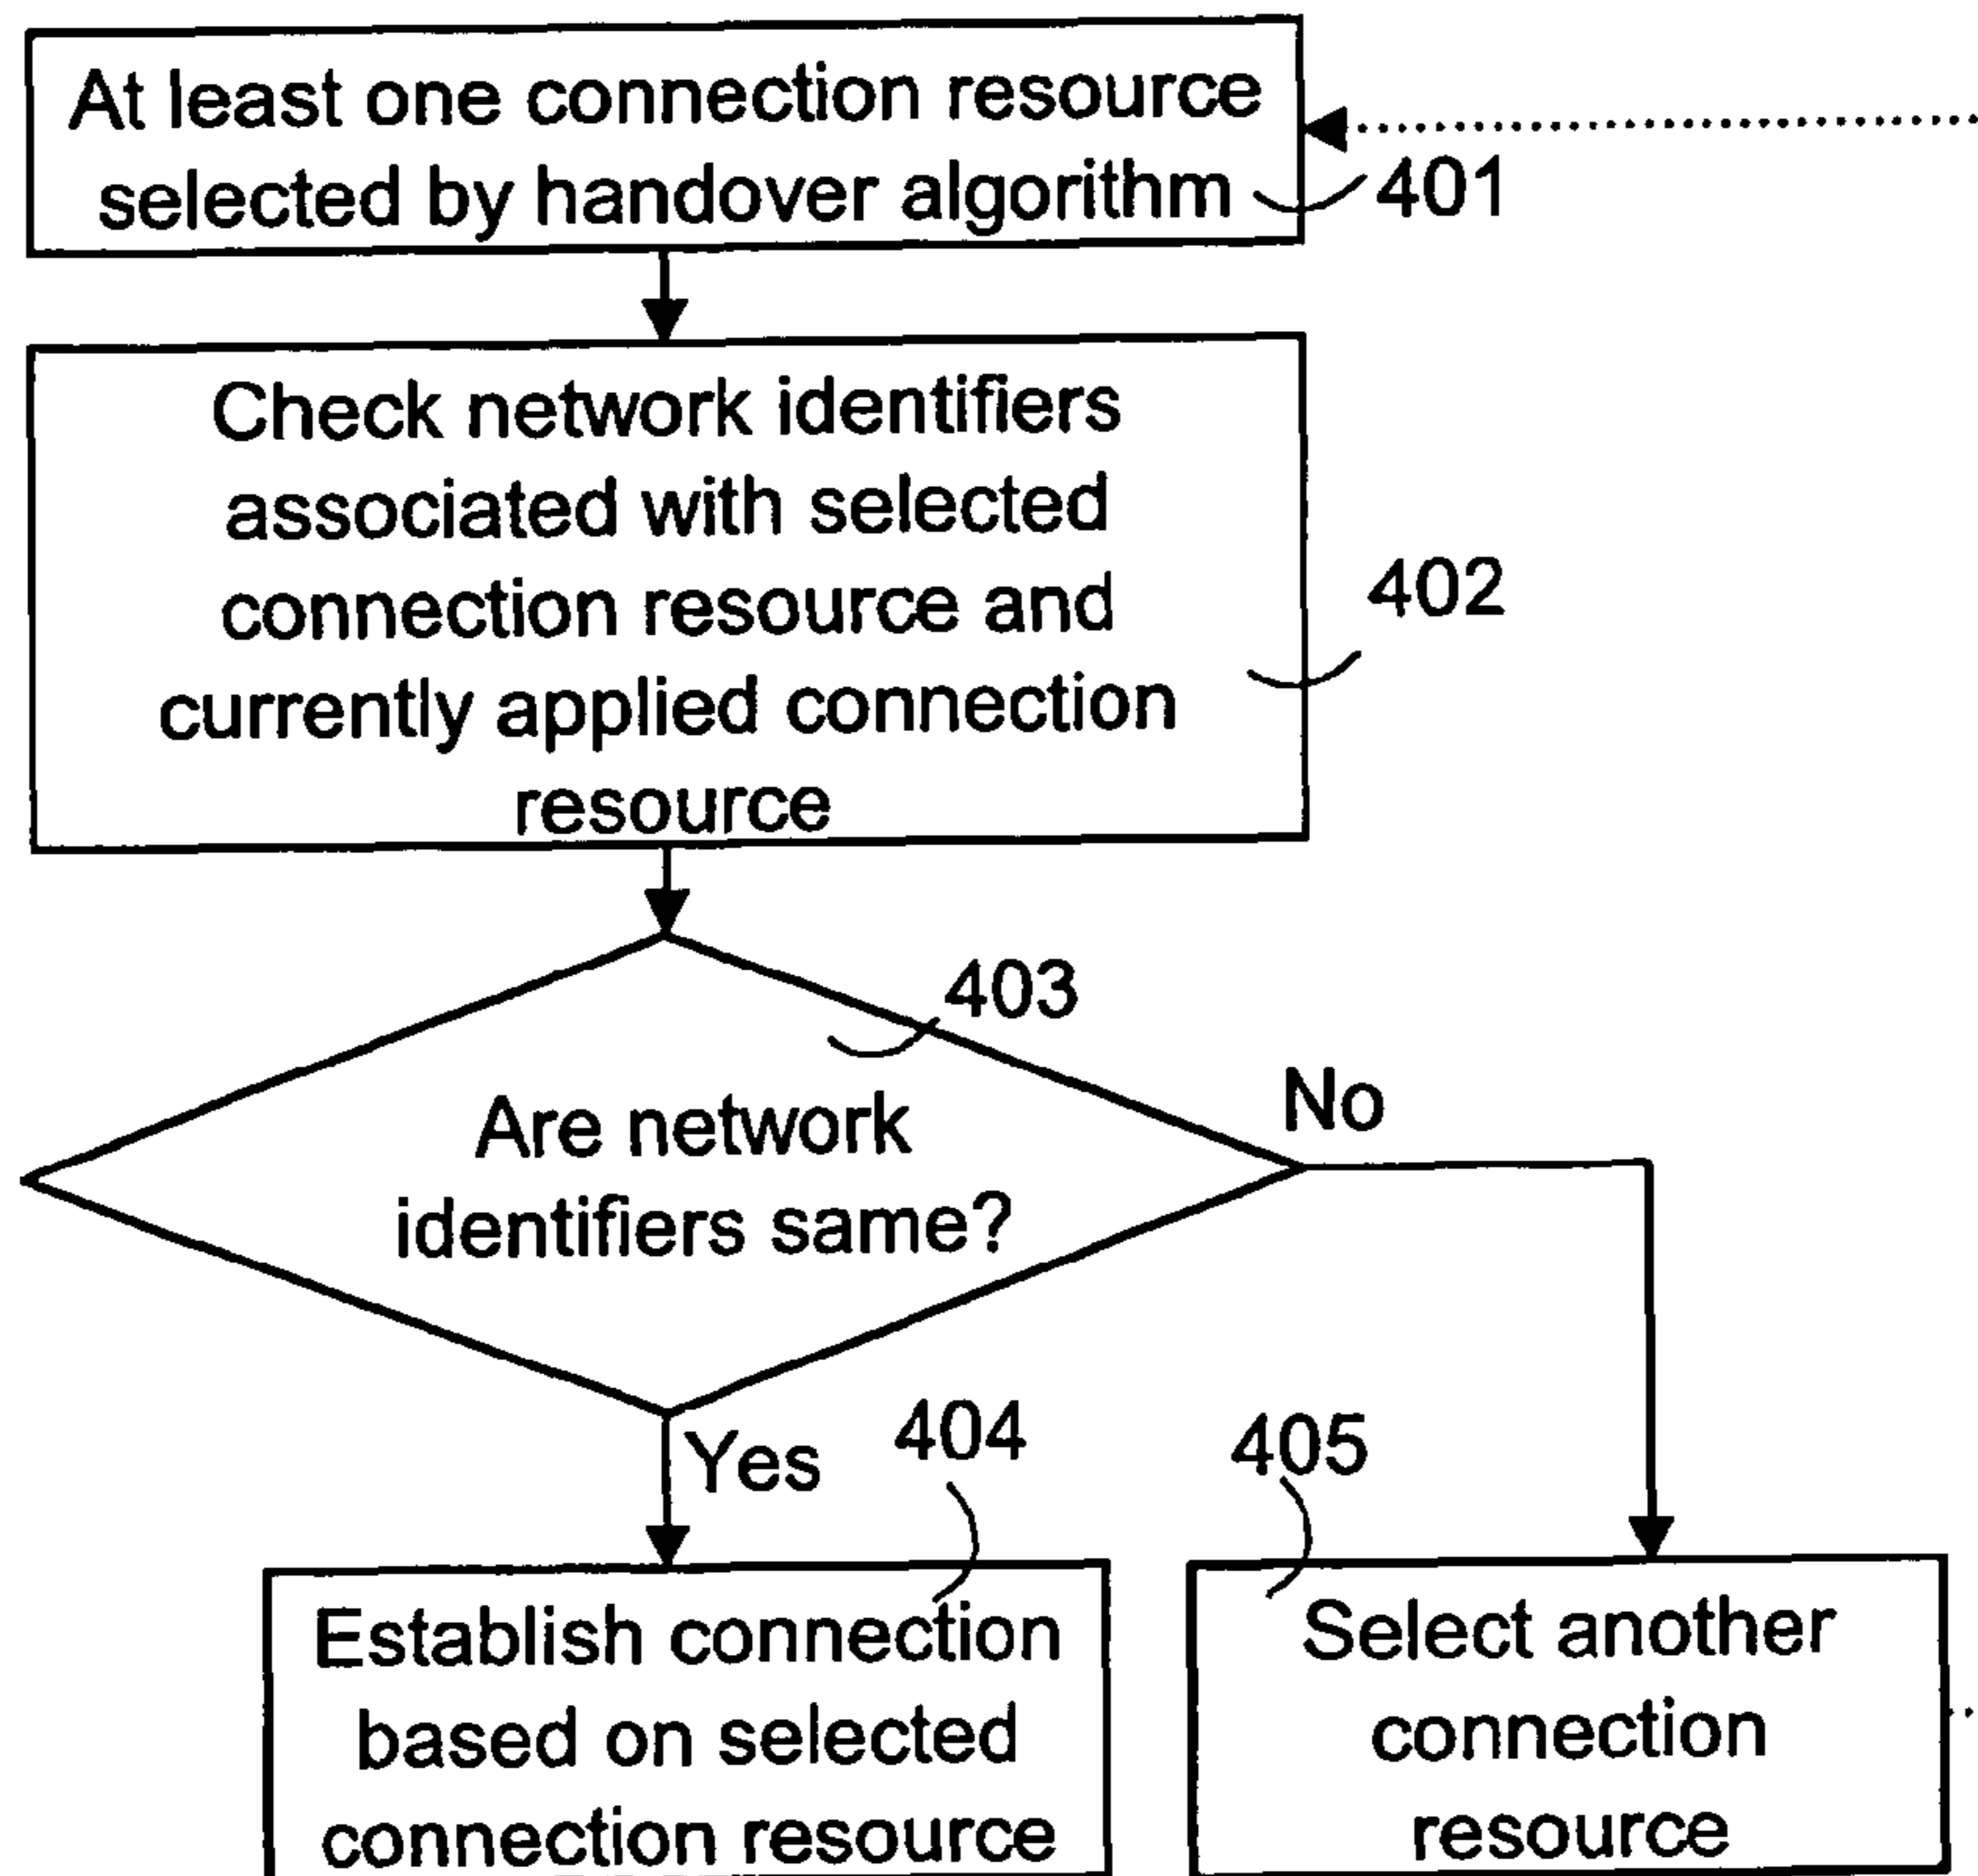 At least one connection resource
selected by handover algorithm
401
Check network identifiers
associated with selected
connection resource and
currently applied connection
resource
402
403
Are network
identifiers same?
No
Yes
404
405
Establish connection
based on selected
connection resource
Select another
connection
resource